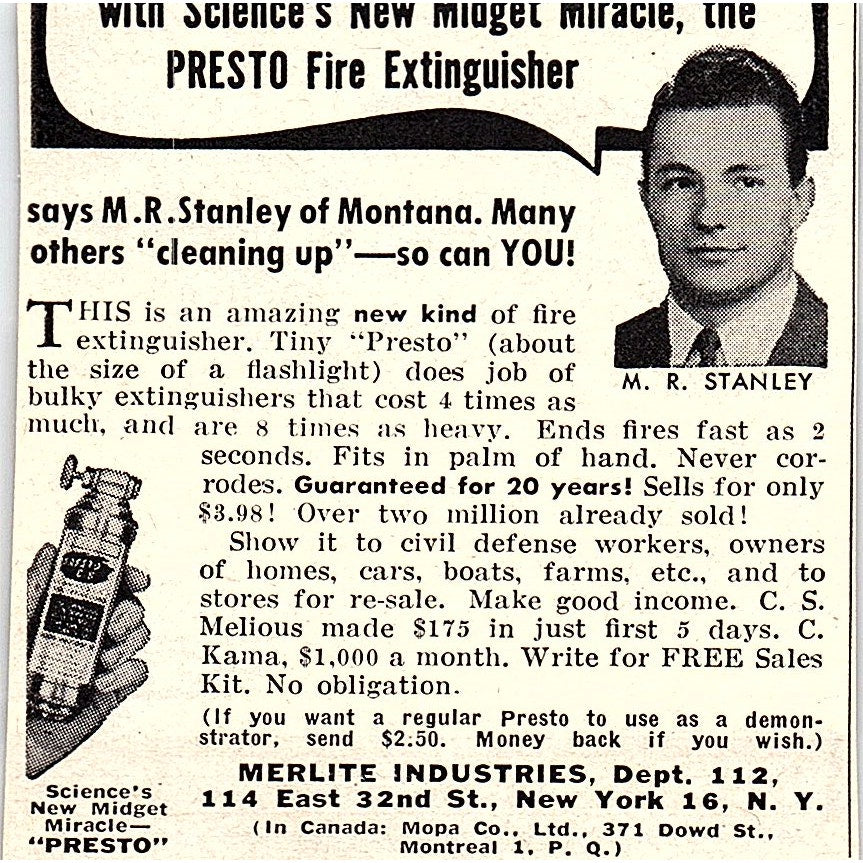 with Science's New Midget Miracle, the
PRESTO Fire Extinguisher
says M.R.Stanley of Montana. Many
others "cleaning up"—so can YOU!
THIS is an amazing new kind of fire
extinguisher. Tiny "Presto" (about
the size of a flashlight) does job of
bulky extinguishers that cost 4 times as
much, and are 8 times as heavy. Ends fires fast as 2
seconds. Fits in palm of hand. Never cor-
rodes. Guaranteed for 20 years! Sells for only
$3.98! Over two million already sold!
Show it to civil defense workers, owners
of homes, cars, boats, farms, etc., and to
stores for re-sale. Make good income. C. S.
Melious made $175 in just first 5 days. C.
Kama, $1,000 a month. Write for FREE Sales
Kit. No obligation.
(If you want a regular Presto to use as a demon-
strator, send $2.50. Money back if you wish.)
MERLITE INDUSTRIES, Dept. 112,
114 East 32nd St., New York 16, N. Y.
(In Canada: Mopa Co., Ltd., 371 Dowd St.,
Montreal 1, P. Q.)
M. R. STANLEY
Science's
New Midget
Miracle—
"PRESTO"